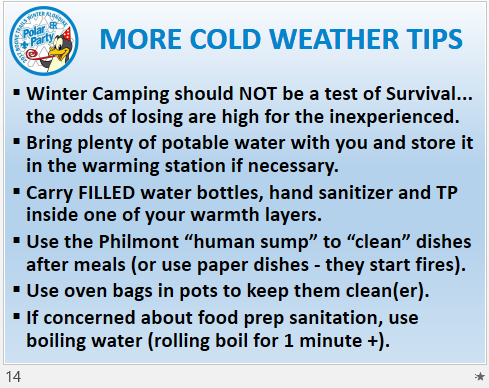 2017 BOONE TRAILS WINTER KLONDIKE
Polar
Party
MORE COLD WEATHER TIPS
▪ Winter Camping should NOT be a test of Survival...
the odds of losing are high for the inexperienced.
▪ Bring plenty of potable water with you and store it
in the warming station if necessary.
▪ Carry FILLED water bottles, hand sanitizer and TP
inside one of your warmth layers.
▪ Use the Philmont “human sump” to “clean” dishes
after meals (or use paper dishes - they start fires).
▪ Use oven bags in pots to keep them clean(er).
▪ If concerned about food prep sanitation, use
boiling water (rolling boil for 1 minute +).
14